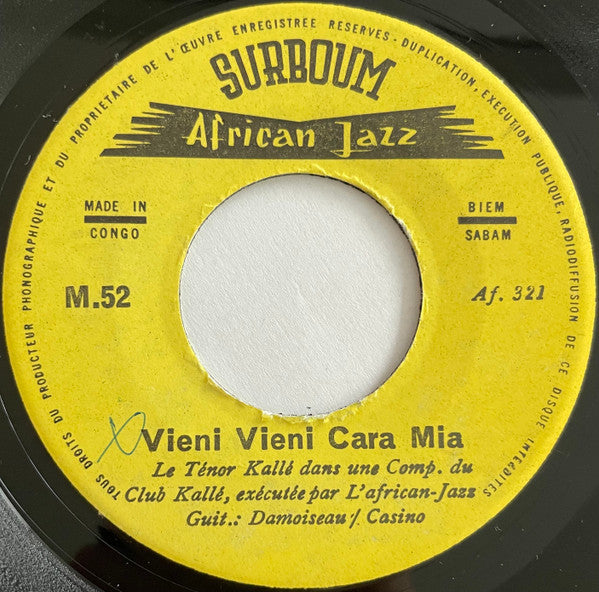 TOUS DROITS DU PRODUCTEUR PHONOGRAPHIQUE ET DU PROPRIETAIRE DE L'ŒUVRE ENREGISTREE RESERVES - DUPLICATION, EXECUTION PUBLIQUE, RADIODIFFUSION DE CE DISQUE INTERDITES
SURBOUM
African Jazz
MADE IN
CONGO
BIEM
SABAM
M.52
Af. 321
X Vieni Vieni Cara Mia
Le Ténor Kallé dans une Comp. du
Club Kallé, exécutée par L'african-Jazz
Guit.: Damoiseau / Casino